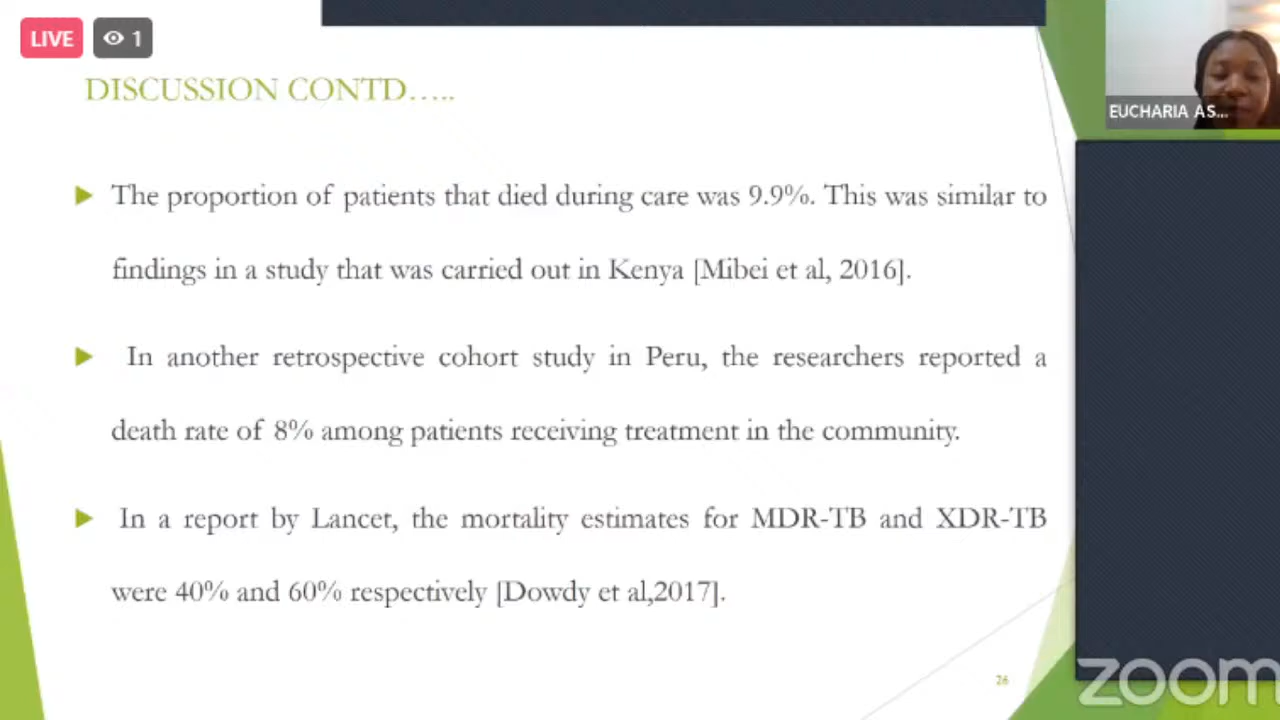 LIVE
1
DISCUSSION CONTD.....
EUCHARIA AS...
The proportion of patients that died during care was 9.9%. This was similar to
findings in a study that was carried out in Kenya [Mibei et al, 2016].
In another retrospective cohort study in Peru, the researchers reported a
death rate of 8% among patients receiving treatment in the community.
In a report by Lancet, the mortality estimates for MDR-TB and XDR-TB
were 40% and 60% respectively [Dowdy et al,2017].
26
zoom